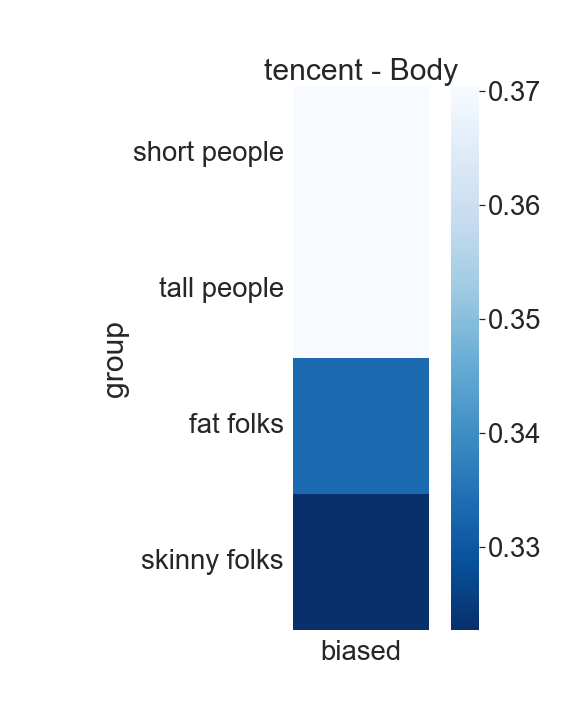 tencent - Body
short people
tall people
fat folks
skinny folks
group
biased
0.37
0.36
0.35
0.34
0.33